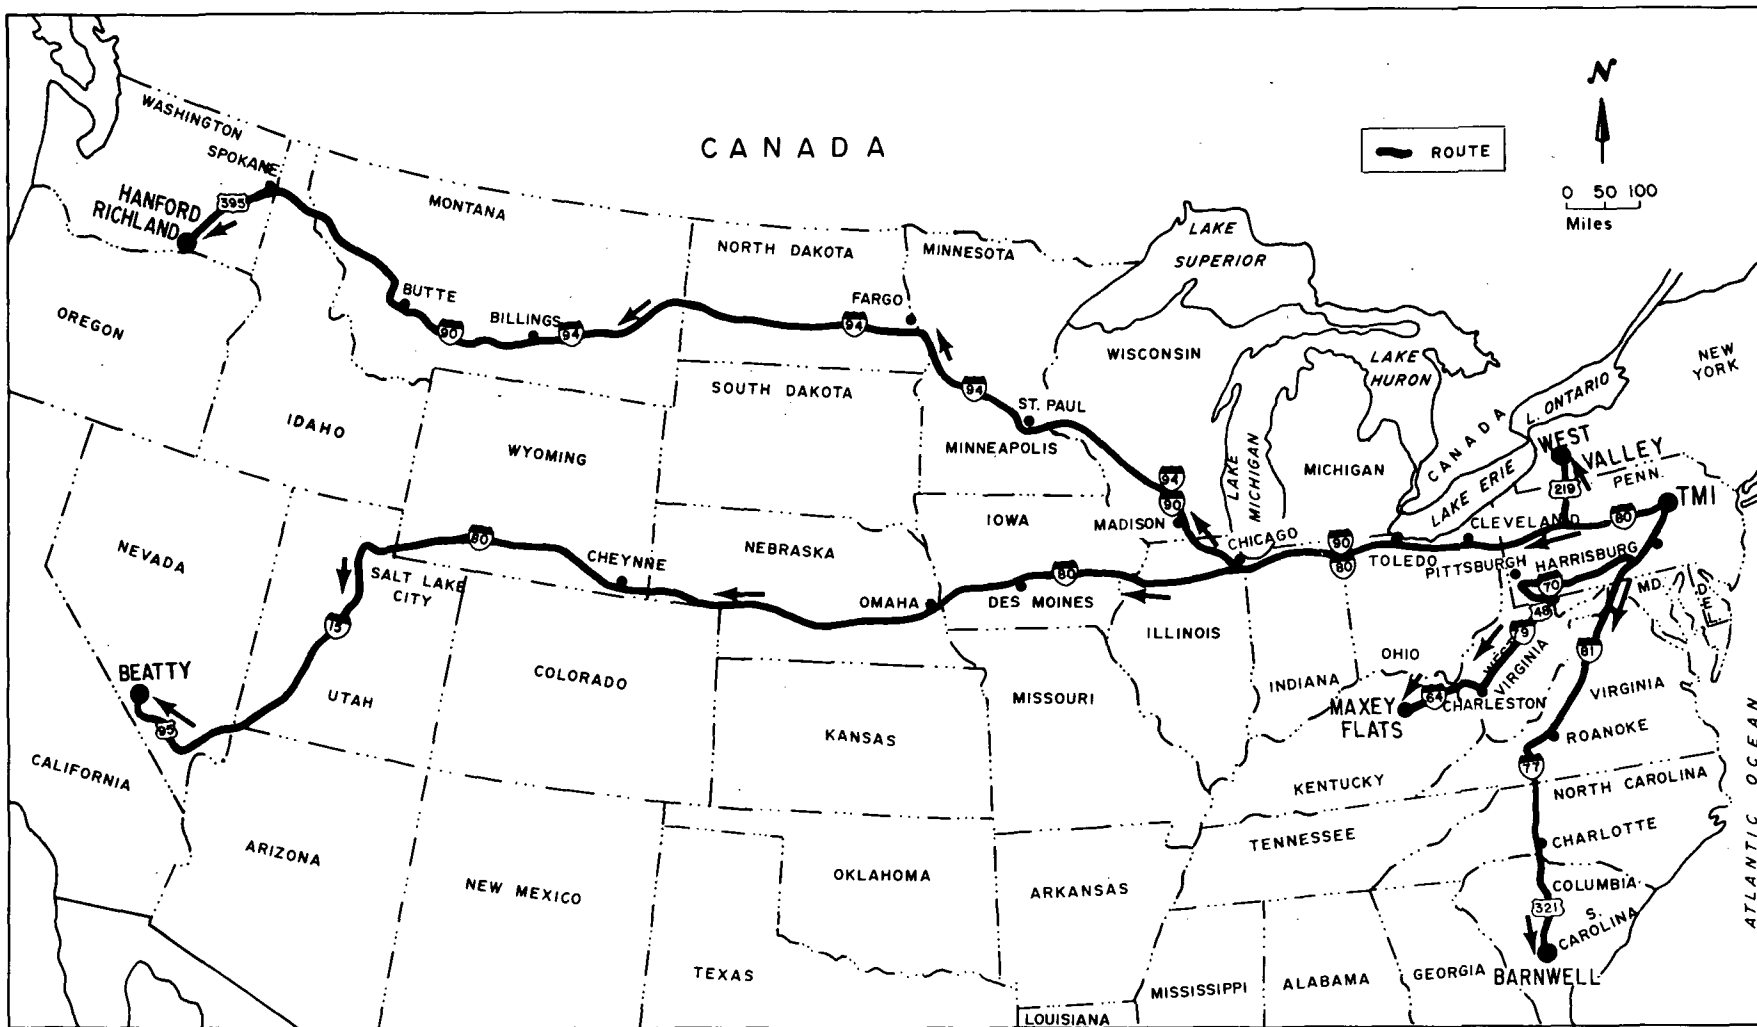 N
CANADA
ROUTE
0 50 100
Miles
WASHINGTON
SPOKANE
395
HANFORD
RICHLAND
MONTANA
NORTH DAKOTA
MINNESOTA
LAKE
SUPERIOR
OREGON
BUTTE
90
BILLINGS
94
94
FARGO
94
ST. PAUL
MINNEAPOLIS
WISCONSIN
LAKE
HURON
NEW
YORK
IDAHO
WYOMING
SOUTH DAKOTA
LAKE
MICHIGAN
MICHIGAN
CANADA
L. ONTARIO
LAKE ERIE
WEST
VALLEY
219
PENN.
TMI
94
90
MADISON
IOWA
CHICAGO
90
80
TOLEDO
CLEVELAND
80
PITTSBURGH
HARRISBURG
NEVADA
80
SALT LAKE
CITY
CHEYNNE
NEBRASKA
OMAHA
80
DES MOINES
ILLINOIS
70
48
MD.
DEL.
15
79
WEST
VIRGINIA
81
OHIO
INDIANA
BEATTY
95
UTAH
COLORADO
KANSAS
MISSOURI
MAXEY
FLATS
64
CHARLESTON
VIRGINIA
ROANOKE
CALIFORNIA
KENTUCKY
77
NORTH CAROLINA
ARIZONA
NEW MEXICO
OKLAHOMA
ARKANSAS
TENNESSEE
CHARLOTTE
COLUMBIA
321
S.
CAROLINA
TEXAS
MISSISSIPPI
ALABAMA
GEORGIA
BARNWELL
LOUISIANA
ATLANTIC OCEAN